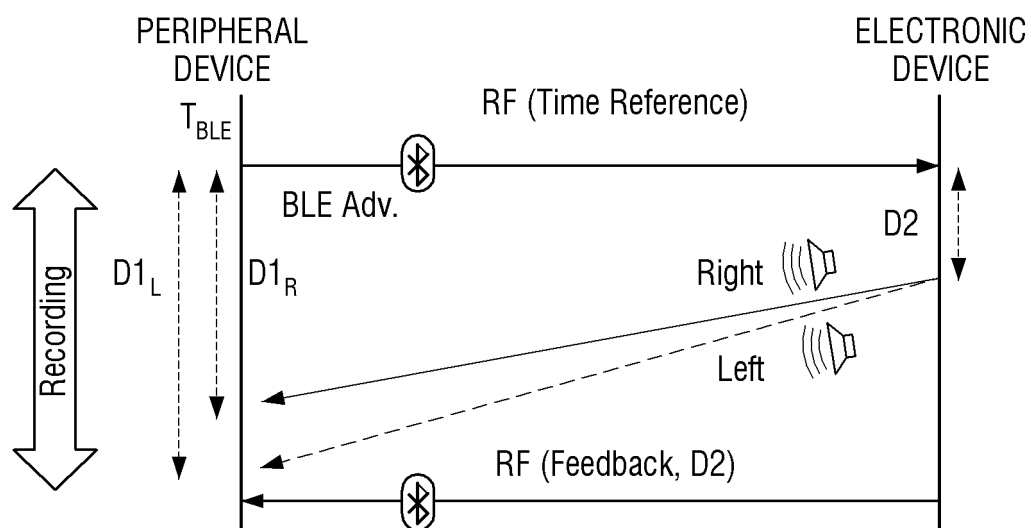 PERIPHERAL
DEVICE
ELECTRONIC
DEVICE
T_BLE
RF (Time Reference)
BLE Adv.
D2
Recording
D1_L
D1_R
Right
Left
RF (Feedback, D2)